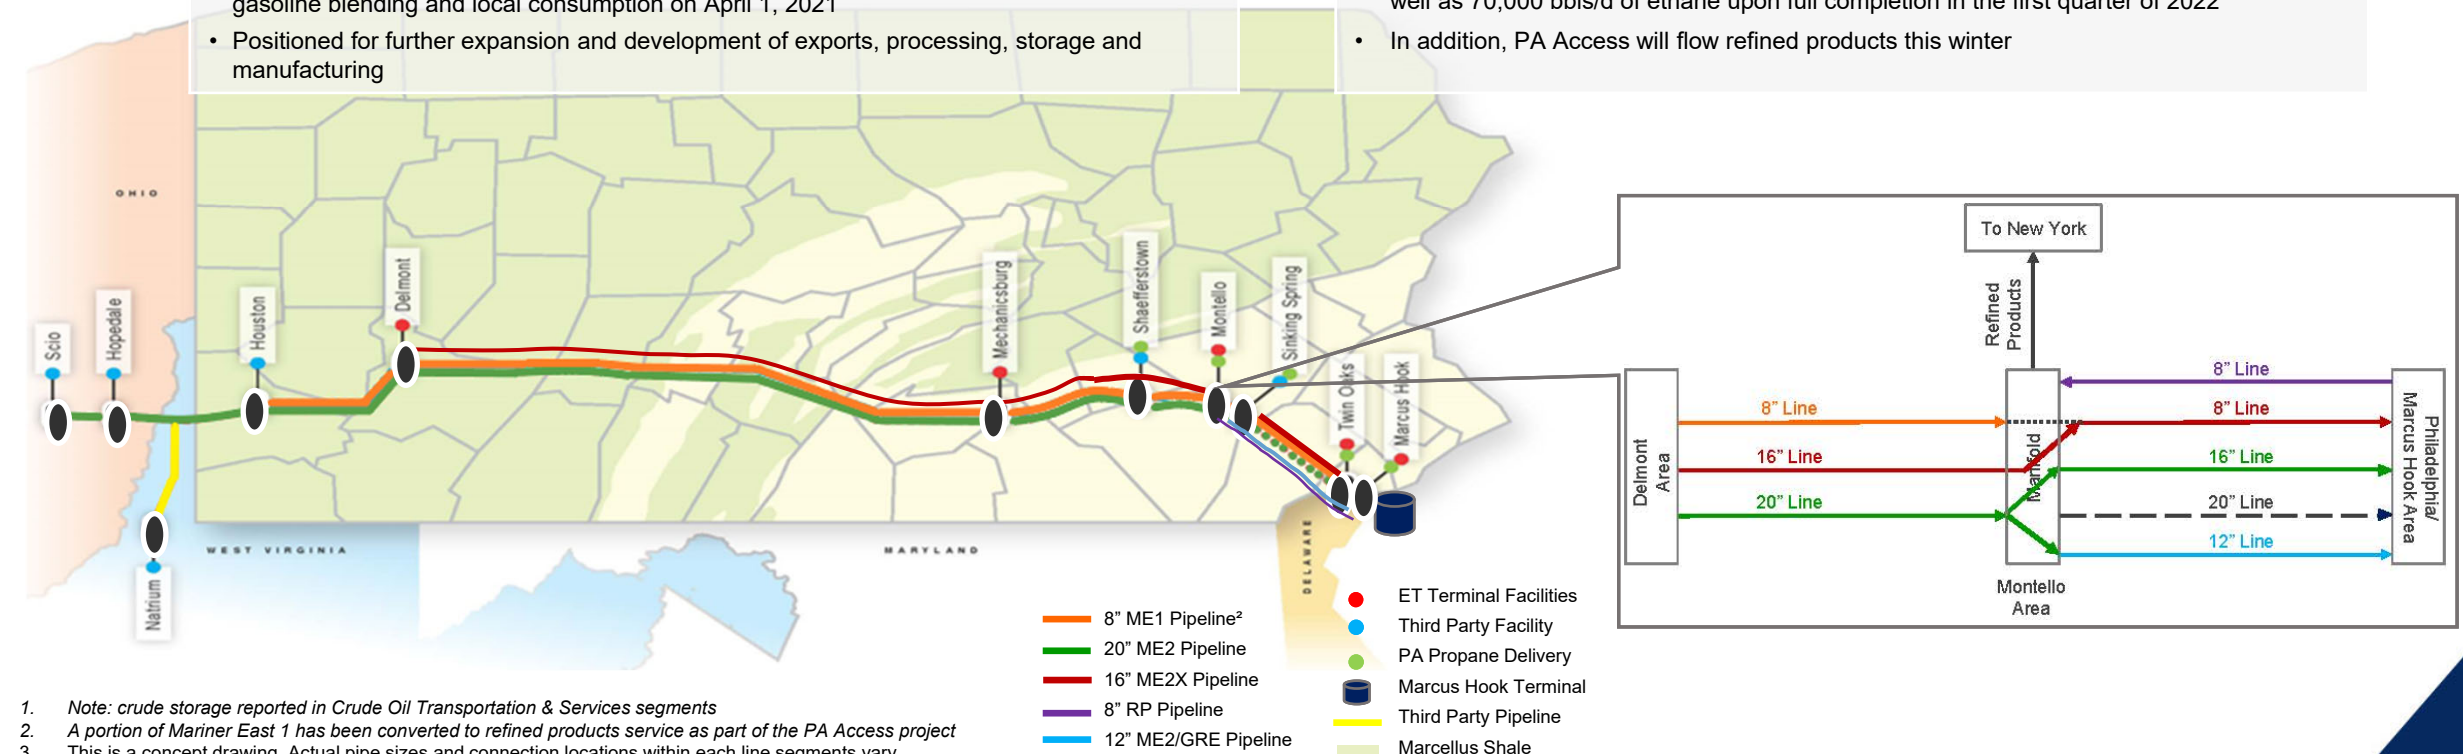 gasoline blending and local consumption on April 1, 2021
• Positioned for further expansion and development of exports, processing, storage and
manufacturing
well as 70,000 bbls/d of ethane upon full completion in the first quarter of 2022
• In addition, PA Access will flow refined products this winter
OHIO
Scio
Hopedale
Houston
Delmont
Mechanicsburg
Shaefferstown
Montello
Sinking Spring
Twin Oaks
Marcus Hook
Natrium
WEST VIRGINIA
MARYLAND
DELAWARE
To New York
Refined
Products
Delmont
Area
8” Line
16” Line
20” Line
Manifold
Montello
Area
8” Line
8” Line
16” Line
20” Line
12” Line
Philadelphia/
Marcus Hook Area
8” ME1 Pipeline²
20” ME2 Pipeline
16” ME2X Pipeline
8” RP Pipeline
12” ME2/GRE Pipeline
ET Terminal Facilities
Third Party Facility
PA Propane Delivery
Marcus Hook Terminal
Third Party Pipeline
Marcellus Shale
1. Note: crude storage reported in Crude Oil Transportation & Services segments
2. A portion of Mariner East 1 has been converted to refined products service as part of the PA Access project
3. This is a concept drawing. Actual pipe sizes and connection locations within each line segments vary